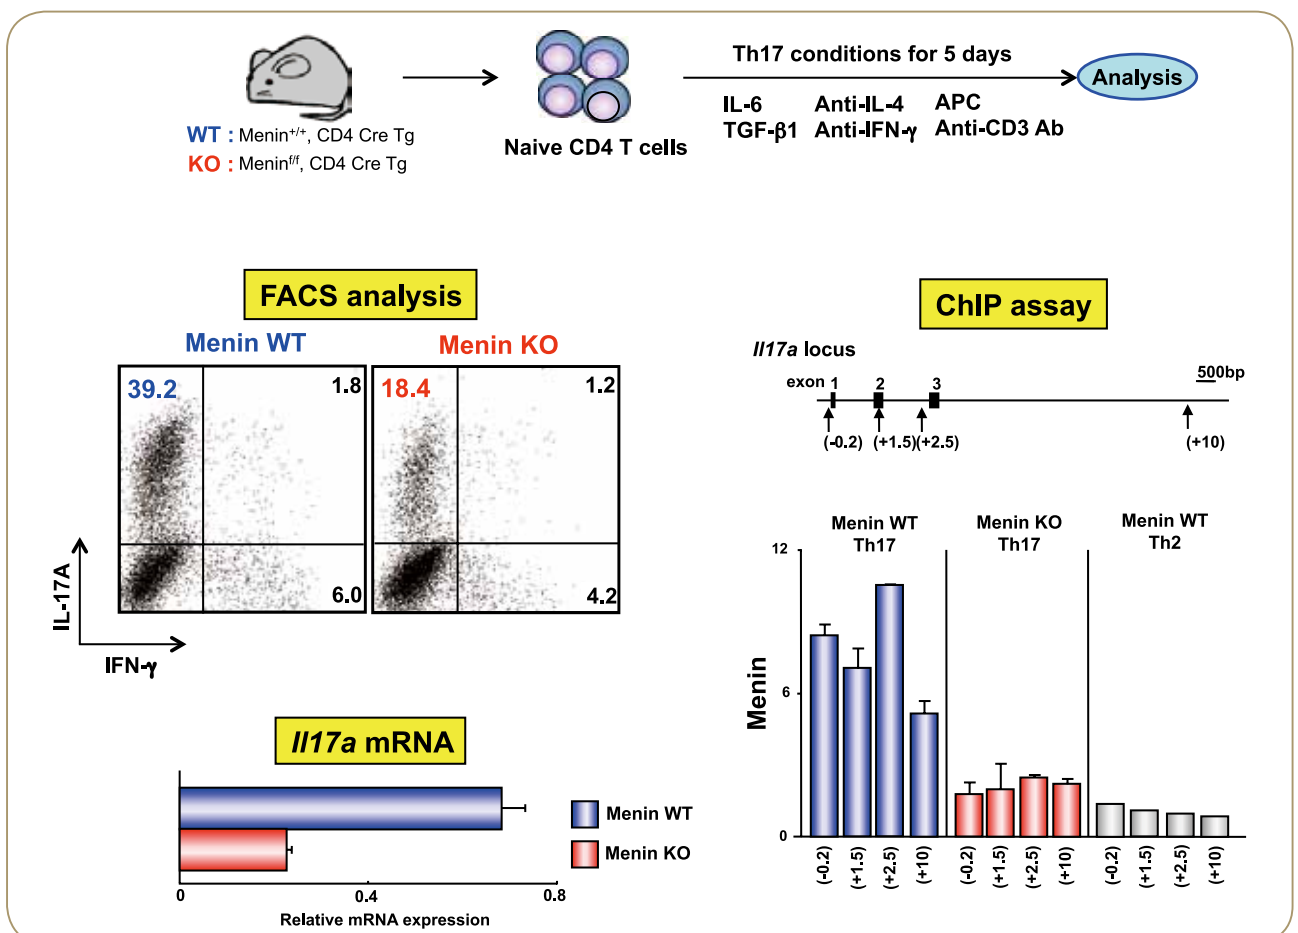 Th17 conditions for 5 days
IL-6 Anti-IL-4 APC
TGF-β1 Anti-IFN-γ Anti-CD3 Ab
Analysis
WT : Menin+/+, CD4 Cre Tg
KO : Meninf/f, CD4 Cre Tg
Naive CD4 T cells
FACS analysis
Menin WT Menin KO
39.2 1.8 18.4 1.2
6.0 4.2
IL-17A
IFN-γ
Il17a mRNA
Menin WT
Menin KO
0 0.4 0.8
Relative mRNA expression
ChIP assay
Il17a locus
500bp
exon 1 2 3
(-0.2) (+1.5) (+2.5) (+10)
Menin WT Menin KO Menin WT
Th17 Th17 Th2
12
6
0
Menin
(-0.2) (+1.5) (+2.5) (+10) (-0.2) (+1.5) (+2.5) (+10) (-0.2) (+1.5) (+2.5) (+10)